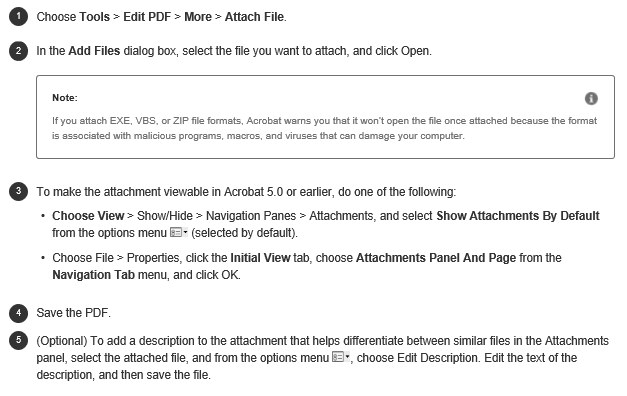 1 Choose Tools > Edit PDF > More > Attach File.
2 In the Add Files dialog box, select the file you want to attach, and click Open.
Note:
If you attach EXE, VBS, or ZIP file formats, Acrobat warns you that it won't open the file once attached because the format
is associated with malicious programs, macros, and viruses that can damage your computer.
3 To make the attachment viewable in Acrobat 5.0 or earlier, do one of the following:
• Choose View > Show/Hide > Navigation Panes > Attachments, and select Show Attachments By Default
from the options menu (selected by default).
• Choose File > Properties, click the Initial View tab, choose Attachments Panel And Page from the
Navigation Tab menu, and click OK.
4 Save the PDF.
5 (Optional) To add a description to the attachment that helps differentiate between similar files in the Attachments
panel, select the attached file, and from the options menu , choose Edit Description. Edit the text of the
description, and then save the file.